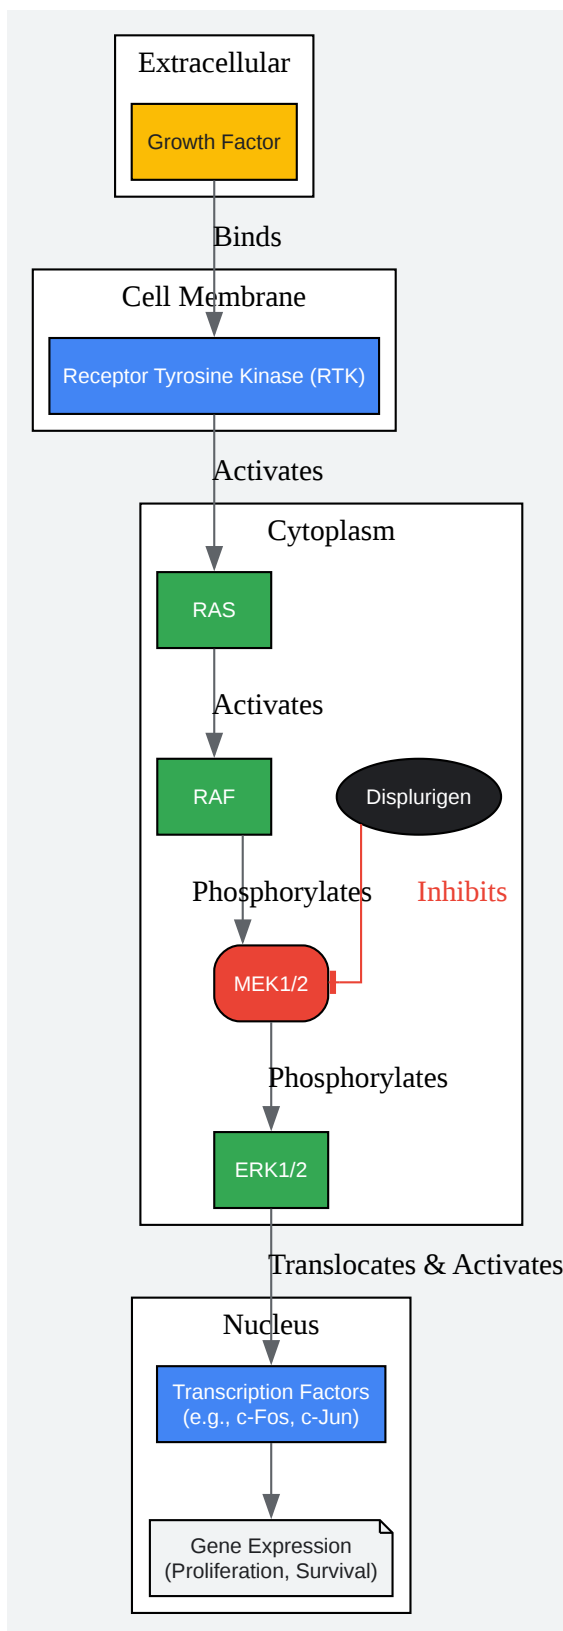 Extracellular
Growth Factor
Binds
Cell Membrane
Receptor Tyrosine Kinase (RTK)
Activates
Cytoplasm
RAS
Activates
RAF
Displurigen
Phosphorylates
Inhibits
MEK1/2
Phosphorylates
ERK1/2
Translocates & Activates
Nucleus
Transcription Factors
(e.g., c-Fos, c-Jun)
Gene Expression
(Proliferation, Survival)